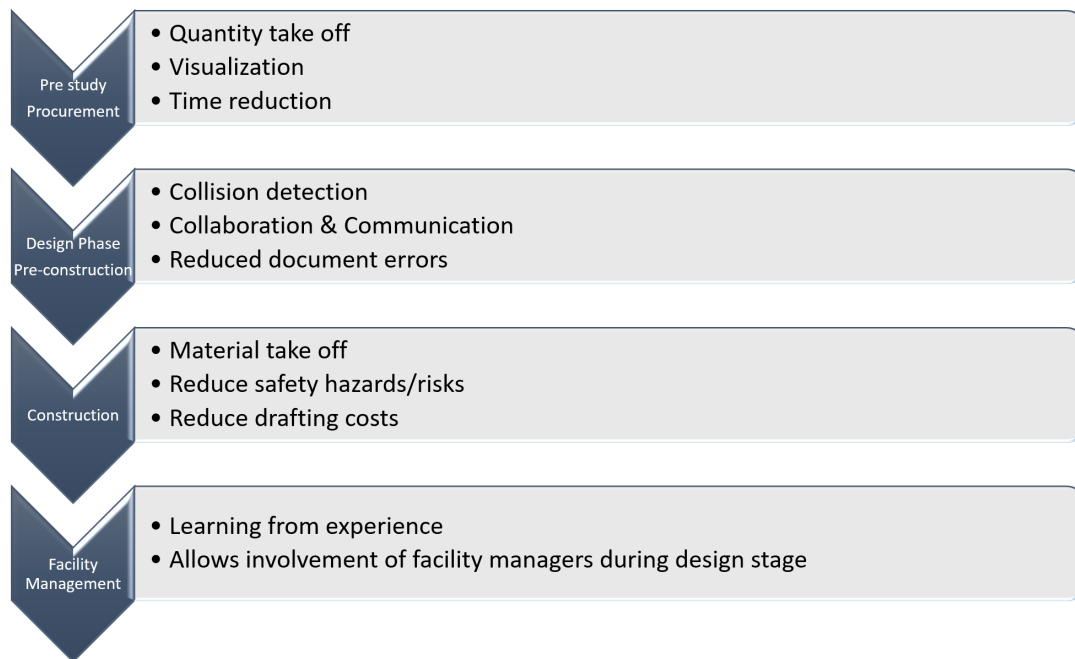 Pre study
Procurement
• Quantity take off
• Visualization
• Time reduction
Design Phase
Pre-construction
• Collision detection
• Collaboration & Communication
• Reduced document errors
Construction
• Material take off
• Reduce safety hazards/risks
• Reduce drafting costs
Facility
Management
• Learning from experience
• Allows involvement of facility managers during design stage